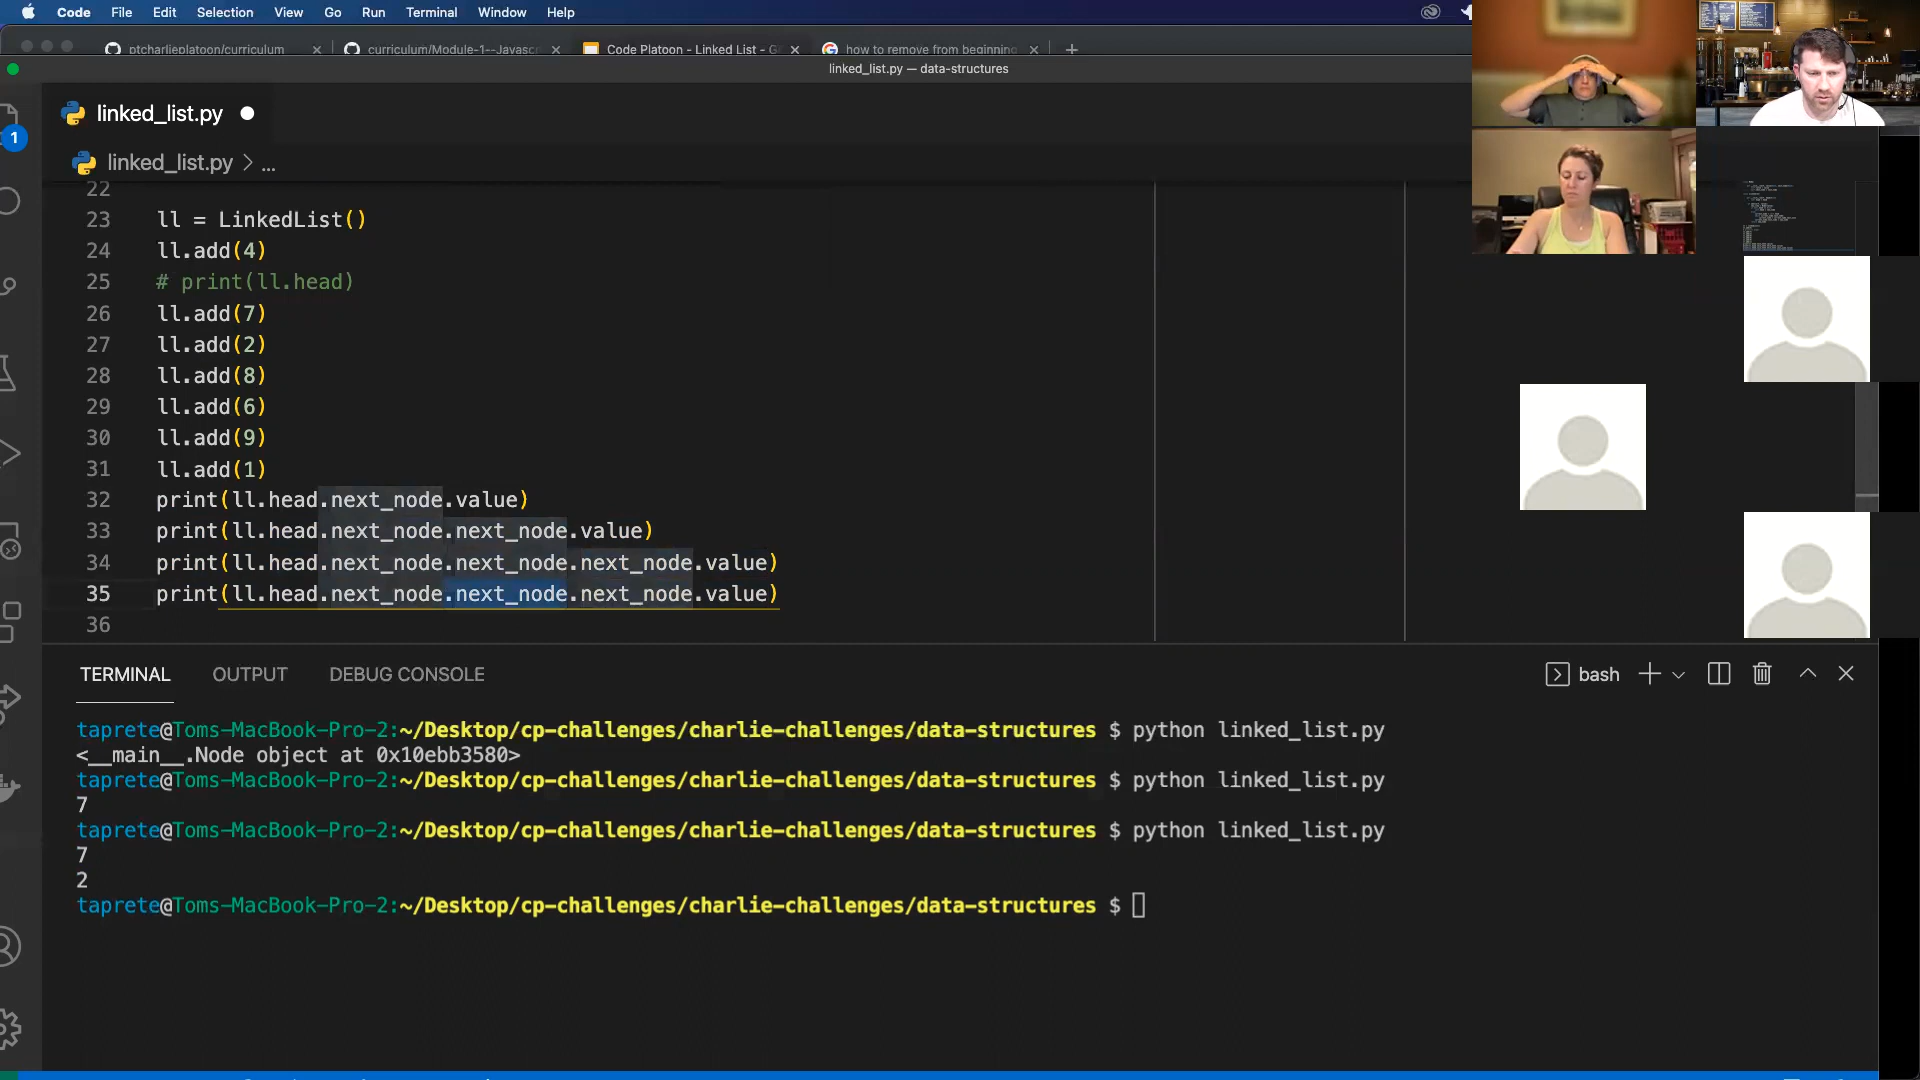 Code File Edit Selection View Go Run Terminal Window Help
ptcharlieplatoon/curriculum × curriculum/Module-1--Javasc × Code Platoon - Linked List - G × how to remove from beginning × +
linked_list.py — data-structures
linked_list.py
1
linked_list.py > ...
22
23 ll = LinkedList()
24 ll.add(4)
25 # print(ll.head)
26 ll.add(7)
27 ll.add(2)
28 ll.add(8)
29 ll.add(6)
30 ll.add(9)
31 ll.add(1)
32 print(ll.head.next_node.value)
33 print(ll.head.next_node.next_node.value)
34 print(ll.head.next_node.next_node.next_node.value)
35 print(ll.head.next_node.next_node.next_node.value)
36
TERMINAL OUTPUT DEBUG CONSOLE bash
taprete@Toms-MacBook-Pro-2:~/Desktop/cp-challenges/charlie-challenges/data-structures $ python linked_list.py
<__main__.Node object at 0x10ebb3580>
taprete@Toms-MacBook-Pro-2:~/Desktop/cp-challenges/charlie-challenges/data-structures $ python linked_list.py
7
taprete@Toms-MacBook-Pro-2:~/Desktop/cp-challenges/charlie-challenges/data-structures $ python linked_list.py
7
2
taprete@Toms-MacBook-Pro-2:~/Desktop/cp-challenges/charlie-challenges/data-structures $